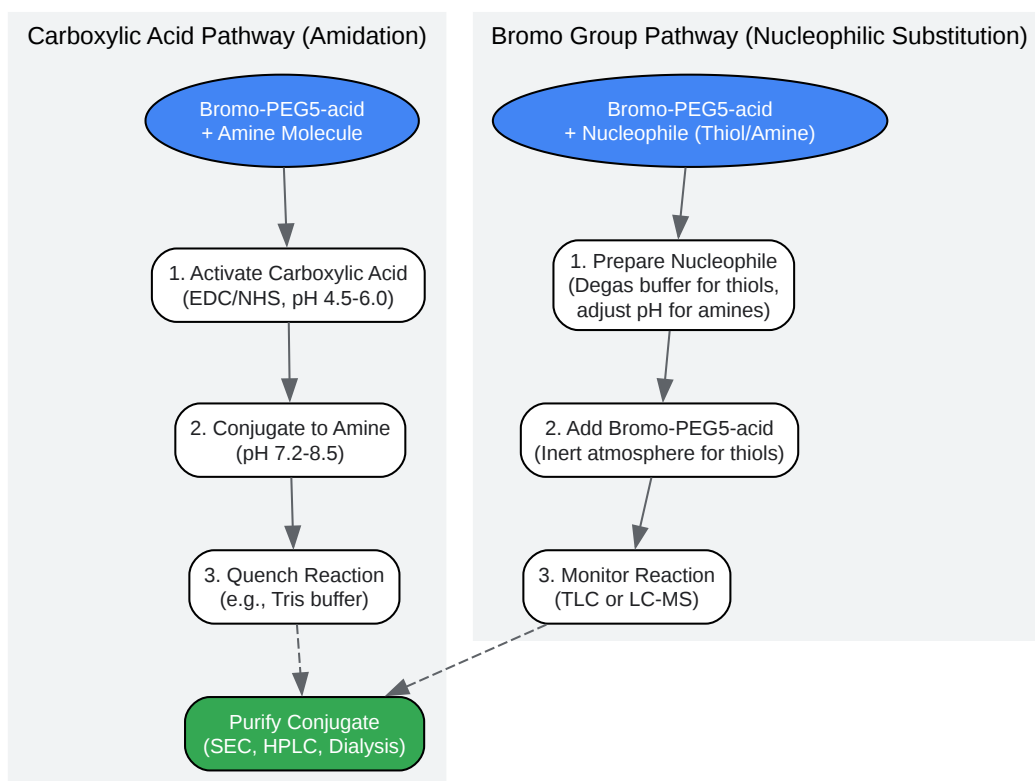 Carboxylic Acid Pathway (Amidation)
Bromo-PEG5-acid
+ Amine Molecule
1. Activate Carboxylic Acid
(EDC/NHS, pH 4.5-6.0)
2. Conjugate to Amine
(pH 7.2-8.5)
3. Quench Reaction
(e.g., Tris buffer)
Purify Conjugate
(SEC, HPLC, Dialysis)
Bromo Group Pathway (Nucleophilic Substitution)
Bromo-PEG5-acid
+ Nucleophile (Thiol/Amine)
1. Prepare Nucleophile
(Degas buffer for thiols,
adjust pH for amines)
2. Add Bromo-PEG5-acid
(Inert atmosphere for thiols)
3. Monitor Reaction
(TLC or LC-MS)